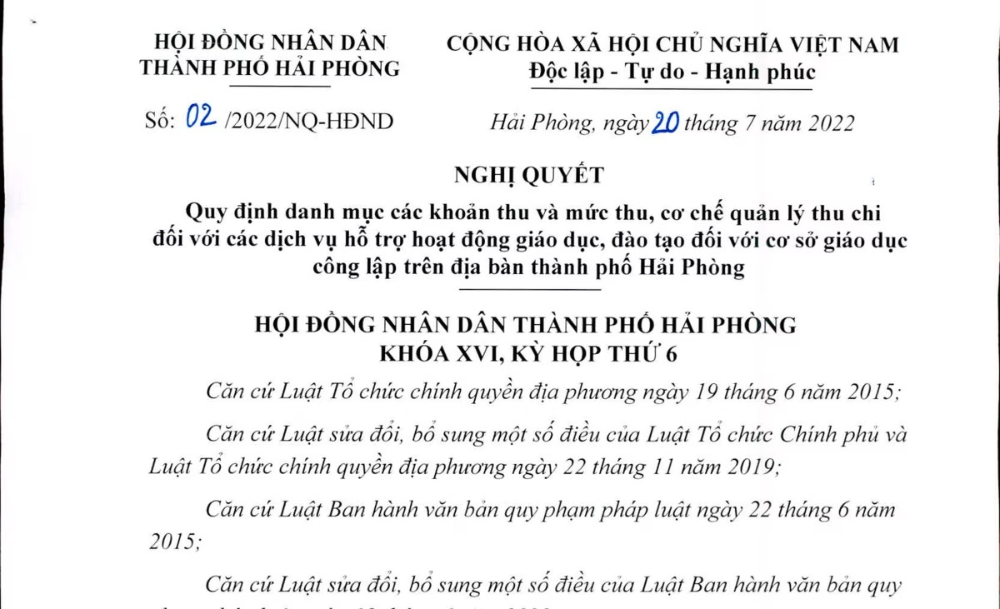 HỘI ĐỒNG NHÂN DÂN
THÀNH PHỐ HẢI PHÒNG
CỘNG HÒA XÃ HỘI CHỦ NGHĨA VIỆT NAM
Độc lập - Tự do - Hạnh phúc
Số: 02 /2022/NQ-HĐND
Hải Phòng, ngày 20 tháng 7 năm 2022
NGHỊ QUYẾT
Quy định danh mục các khoản thu và mức thu, cơ chế quản lý thu chi
đối với các dịch vụ hỗ trợ hoạt động giáo dục, đào tạo đối với cơ sở giáo dục
công lập trên địa bàn thành phố Hải Phòng
HỘI ĐỒNG NHÂN DÂN THÀNH PHỐ HẢI PHÒNG
KHÓA XVI, KỲ HỌP THỨ 6
Căn cứ Luật Tổ chức chính quyền địa phương ngày 19 tháng 6 năm 2015;
Căn cứ Luật sửa đổi, bổ sung một số điều của Luật Tổ chức Chính phủ và
Luật Tổ chức chính quyền địa phương ngày 22 tháng 11 năm 2019;
Căn cứ Luật Ban hành văn bản quy phạm pháp luật ngày 22 tháng 6 năm
2015;
Căn cứ Luật sửa đổi, bổ sung một số điều của Luật Ban hành văn bản quy